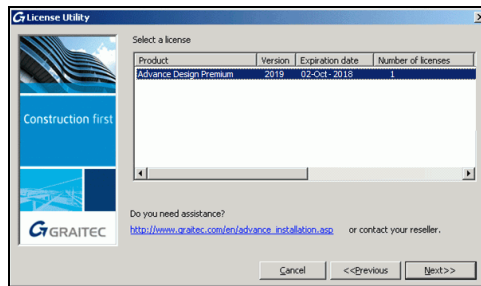 License Utility
Select a license
Product Version Expiration date Number of licenses
Advance Design Premium 2019 02-Oct-2018 1
Construction first
GRAITEC
Do you need assistance?
http://www.graitec.com/en/advance_installation.asp or contact your reseller.
Cancel <<Previous Next>>